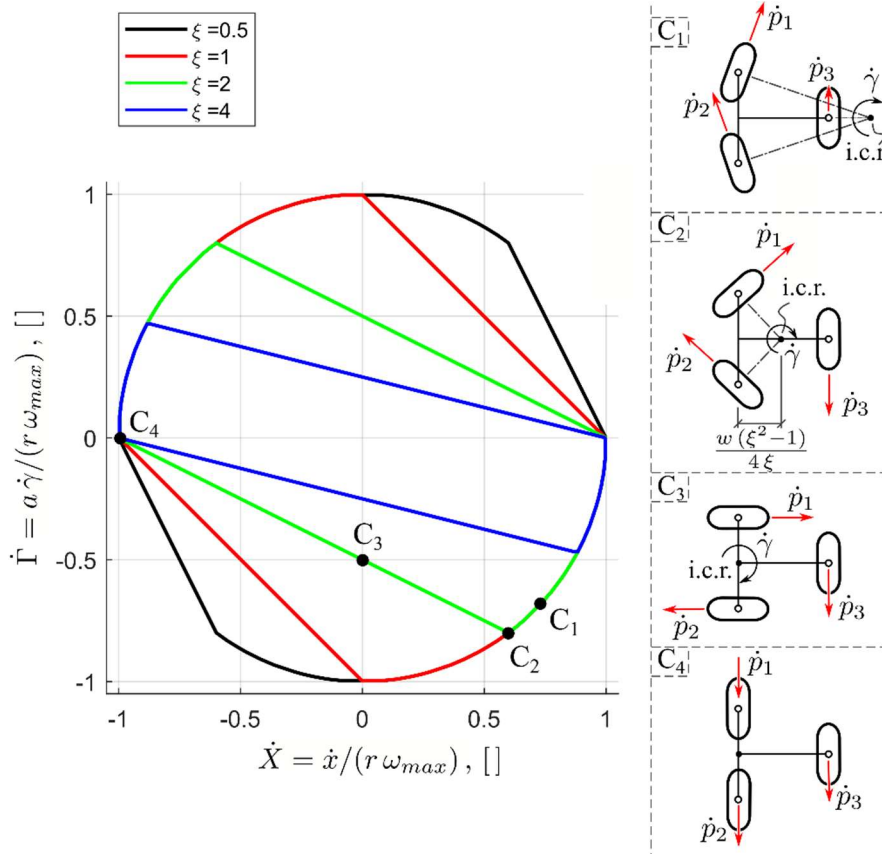 ξ =0.5
ξ =1
ξ =2
ξ =4
1
0.5
0
-0.5
-1
-1
-0.5
0
0.5
1
Γ̇ = a γ̇/(r ω_max) , [ ]
Ẋ = ẋ/(r ω_max) , [ ]
C₄
C₃
C₁
C₂
C₁
ṗ₁
ṗ₃
γ̇
ṗ₂
i.c.r.
C₂
ṗ₁
i.c.r.
ṗ₂
γ̇
ṗ₃
w (ξ²−1)
4 ξ
C₃
ṗ₁
γ̇
i.c.r.
ṗ₂
ṗ₃
C₄
ṗ₁
ṗ₂
ṗ₃